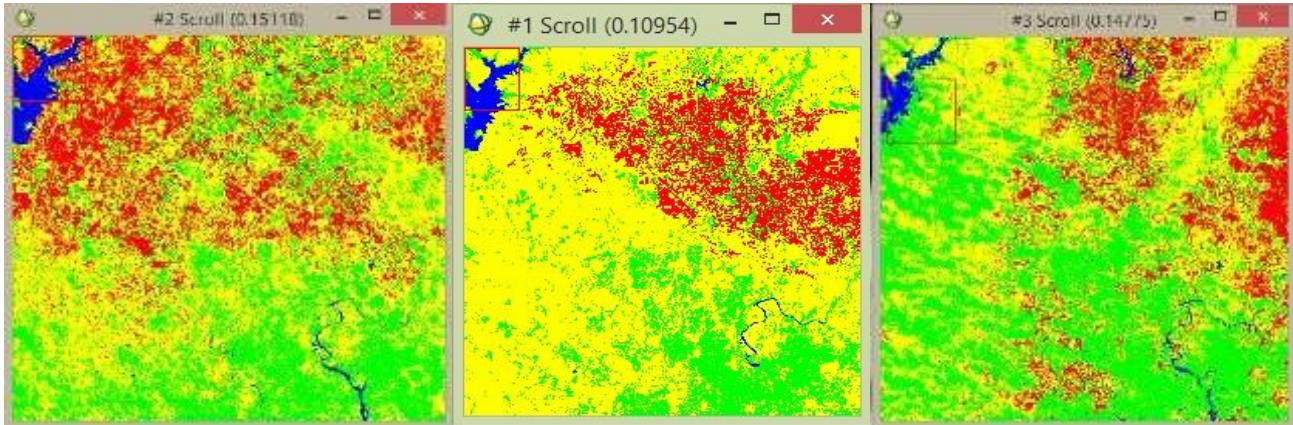 #2 Scroll (0.15118)
#1 Scroll (0.10954)
#3 Scroll (0.14775)